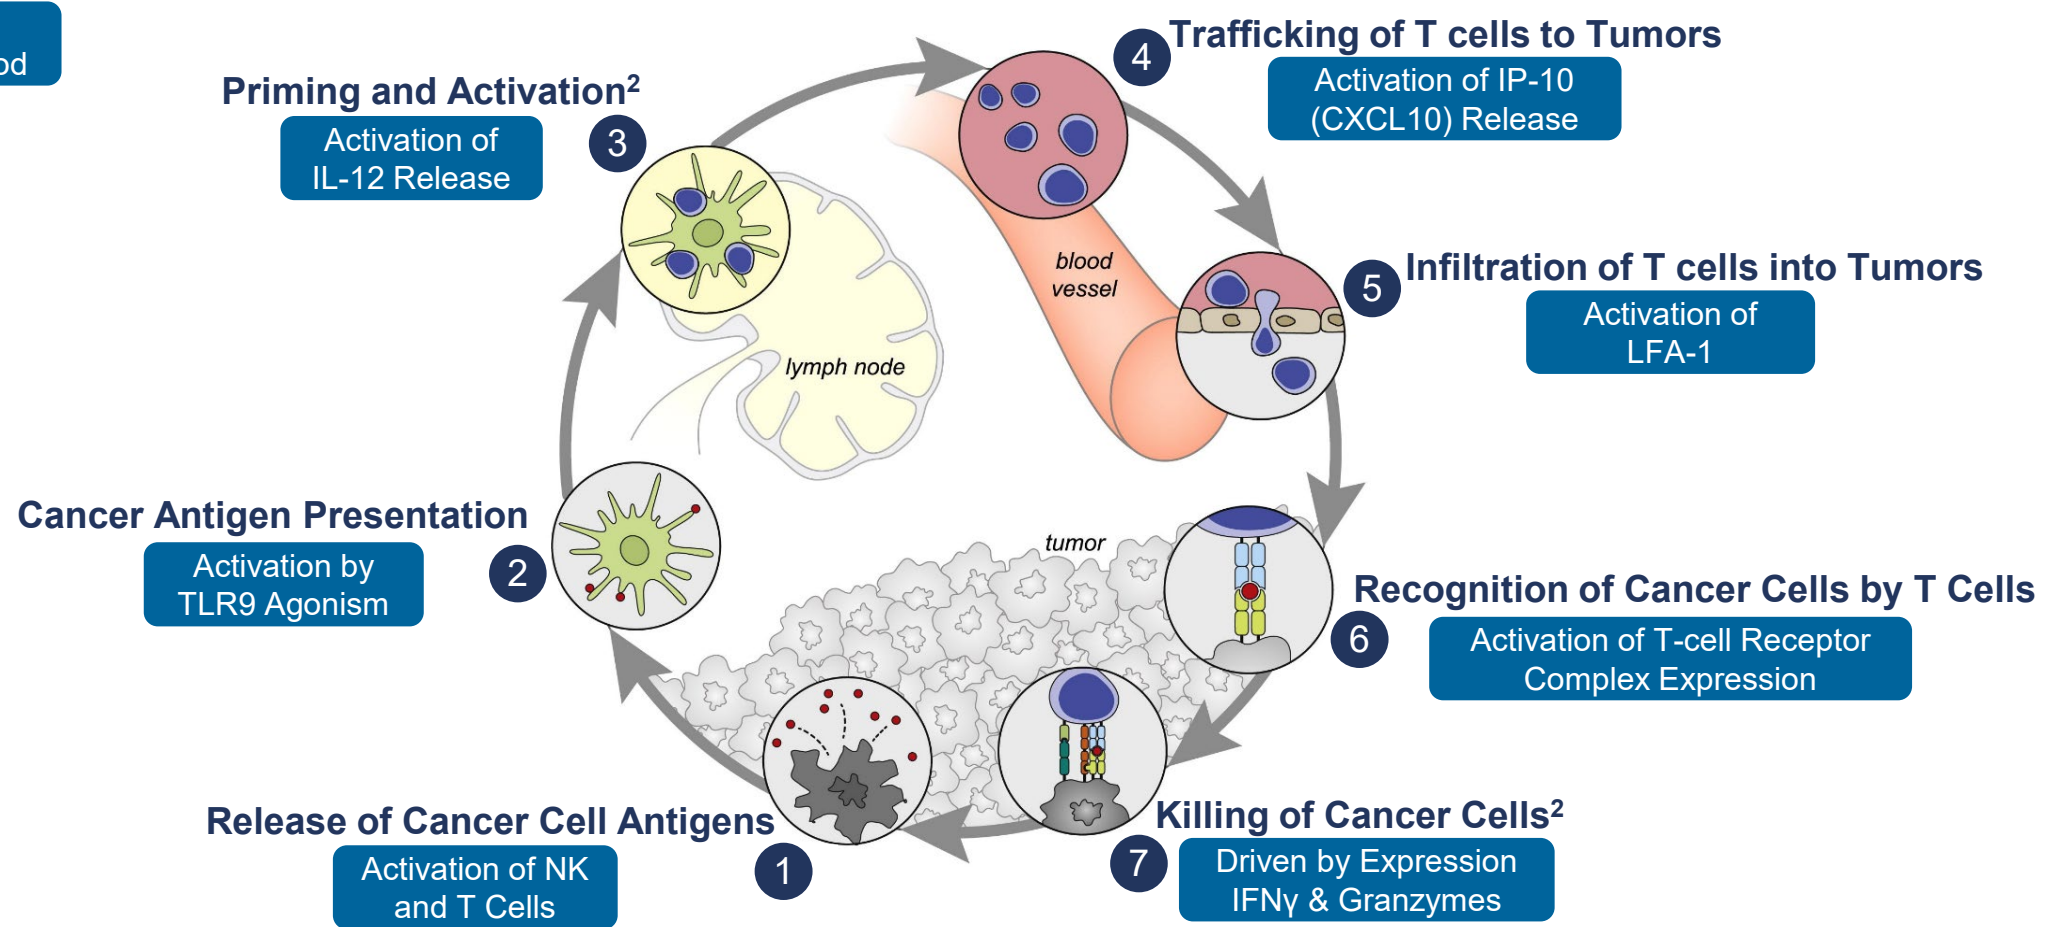 od
Priming and Activation²
Activation of
IL-12 Release
3
4
Trafficking of T cells to Tumors
Activation of IP-10
(CXCL10) Release
blood
vessel
5
Infiltration of T cells into Tumors
Activation of
LFA-1
lymph node
Cancer Antigen Presentation
Activation by
TLR9 Agonism
2
tumor
Recognition of Cancer Cells by T Cells
6
Activation of T-cell Receptor
Complex Expression
Release of Cancer Cell Antigens
Activation of NK
and T Cells
1
Killing of Cancer Cells²
7
Driven by Expression
IFNγ & Granzymes